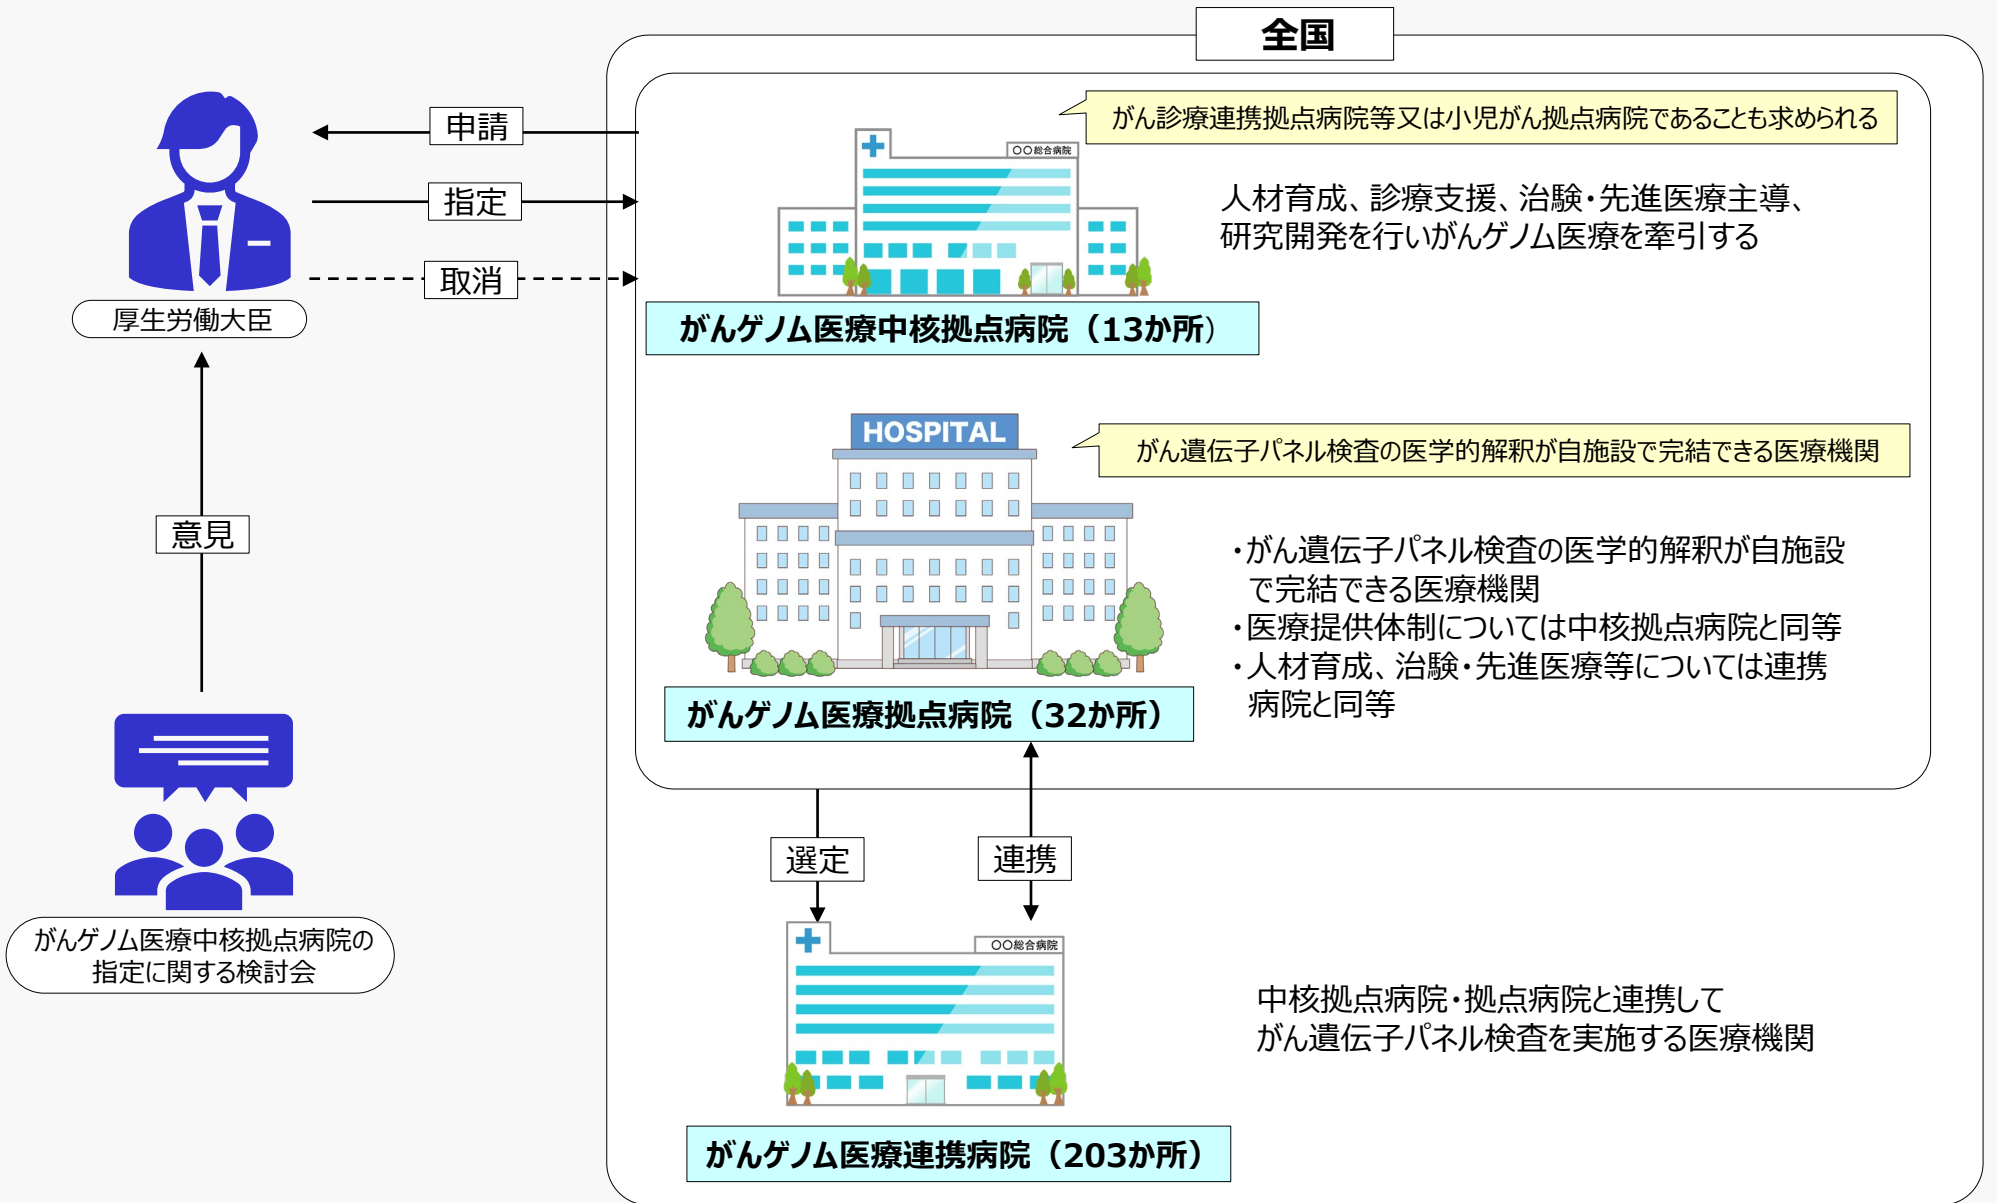 全国
がん診療連携拠点病院等又は小児がん拠点病院であることも求められる
申請
〇〇総合病院
指定
人材育成、診療支援、治験・先進医療主導、
研究開発を行いがんゲノム医療を牽引する
取消
厚生労働大臣
がんゲノム医療中核拠点病院（13か所）
HOSPITAL
がん遺伝子パネル検査の医学的解釈が自施設で完結できる医療機関
意見
・がん遺伝子パネル検査の医学的解釈が自施設
で完結できる医療機関
・医療提供体制については中核拠点病院と同等
・人材育成、治験・先進医療等については連携
病院と同等
がんゲノム医療拠点病院（32か所）
選定
連携
がんゲノム医療中核拠点病院の
指定に関する検討会
〇〇総合病院
中核拠点病院・拠点病院と連携して
がん遺伝子パネル検査を実施する医療機関
がんゲノム医療連携病院（203か所）